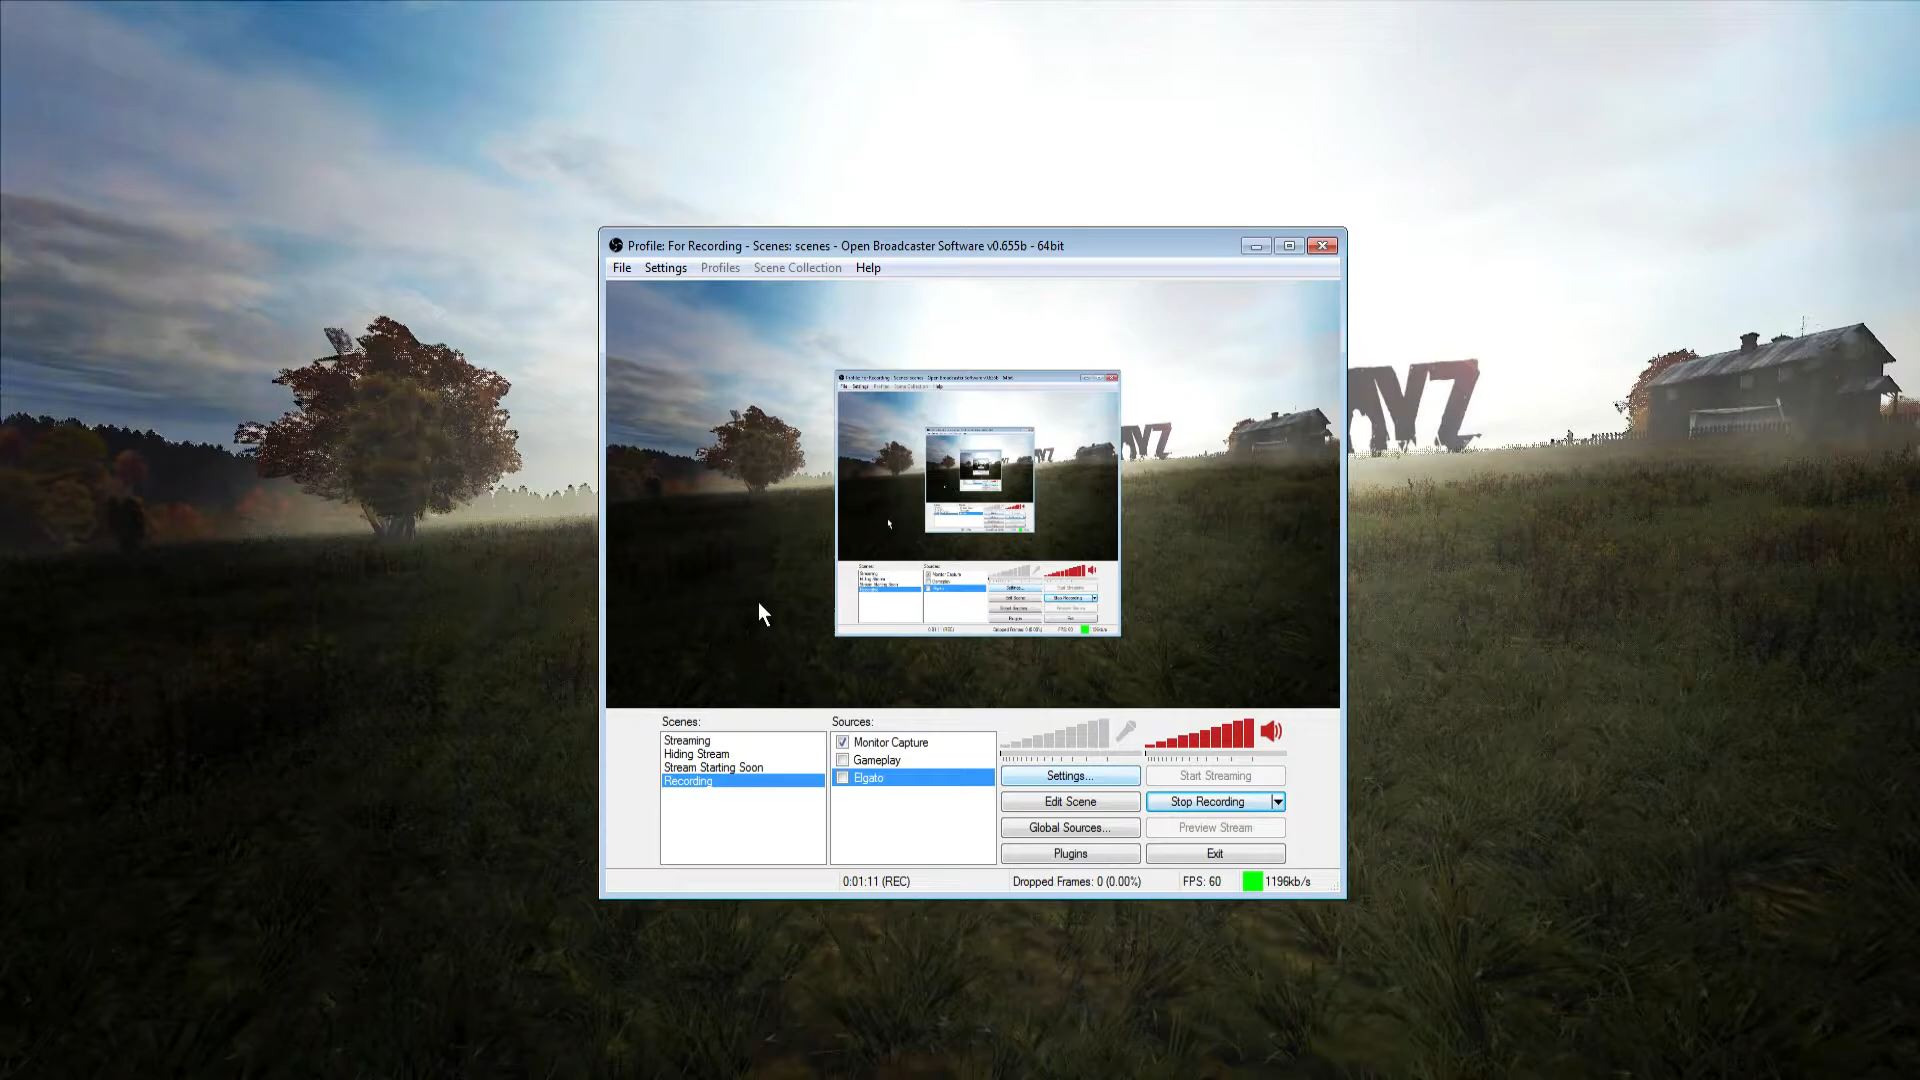 Profile: For Recording - Scenes: scenes - Open Broadcaster Software v0.655b - 64bit
File Settings Profiles Scene Collection Help
YZ
Scenes:
Streaming
Hiding Stream
Stream Starting Soon
Recording
Sources:
Monitor Capture
Gameplay
Elgato
Settings...
Start Streaming
Edit Scene
Stop Recording
Global Sources...
Preview Stream
Plugins
Exit
0:01:11 (REC)
Dropped Frames: 0 (0.00%)
FPS: 60
1196kb/s